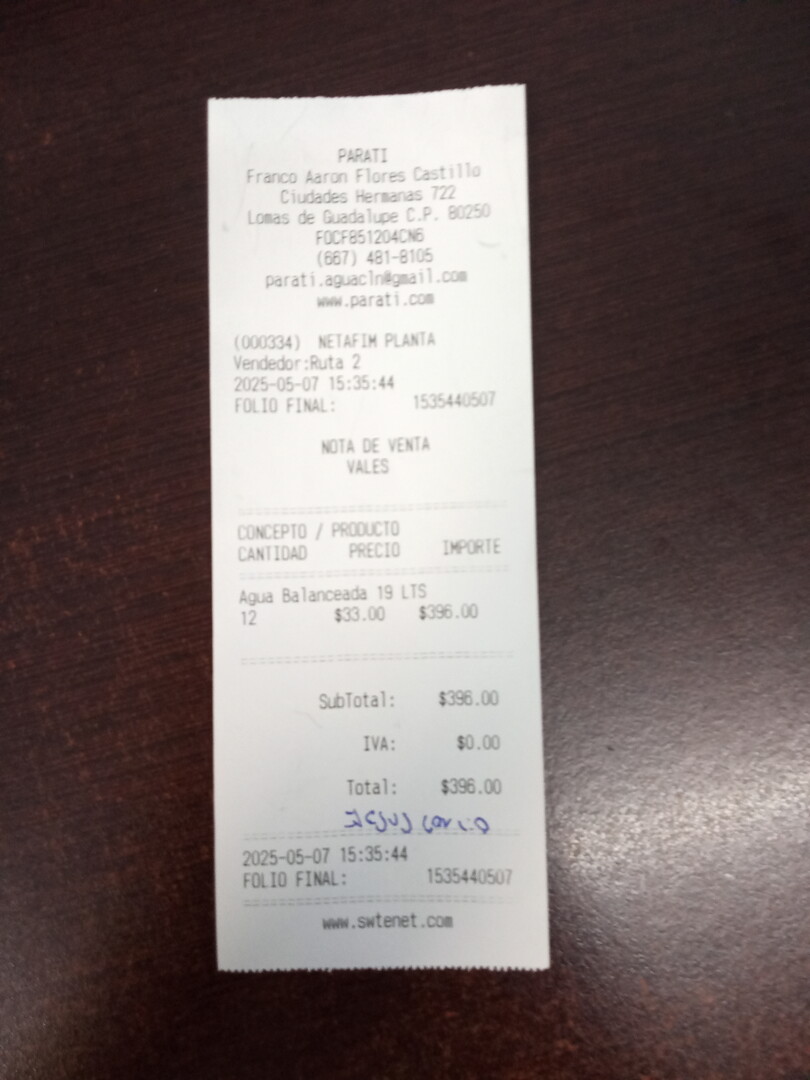 PARATI
Franco Aaron Flores Castillo
Ciudades Hermanas 722
Lomas de Guadalupe C.P. 80250
FOCF851204CN6
(667) 481-8105
parati.aguacln@gmail.com
www.parati.com
(000334) NETAFIM PLANTA
Vendedor:Ruta 2
2025-05-07 15:35:44
FOLIO FINAL: 1535440507
NOTA DE VENTA
VALES
CONCEPTO / PRODUCTO
CANTIDAD PRECIO IMPORTE
Agua Balanceada 19 LTS
12 $33.00 $396.00
SubTotal: $396.00
IVA: $0.00
Total: $396.00
Jesus
2025-05-07 15:35:44
FOLIO FINAL: 1535440507
www.swtenet.com